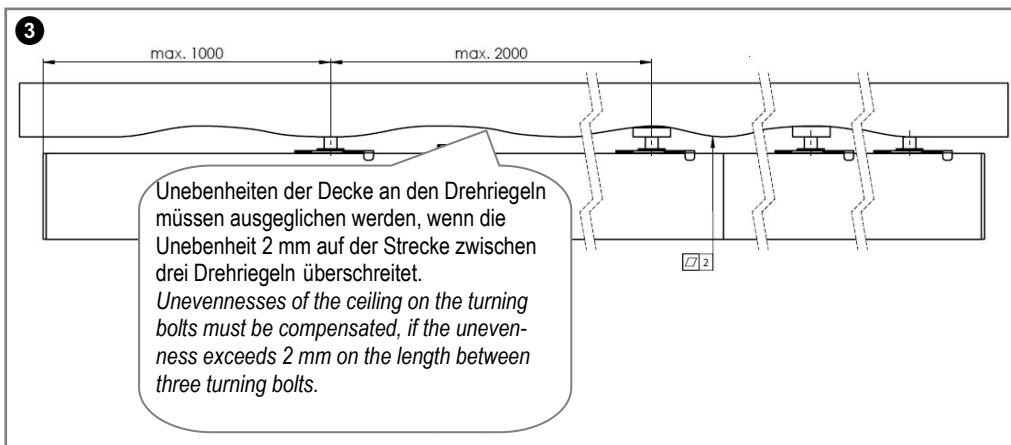 3
max. 1000
max. 2000
Unebenheiten der Decke an den Drehriegeln
müssen ausgeglichen werden, wenn die
Unebenheit 2 mm auf der Strecke zwischen
drei Drehriegeln überschreitet.
Unevennesses of the ceiling on the turning
bolts must be compensated, if the uneven-
ness exceeds 2 mm on the length between
three turning bolts.
2